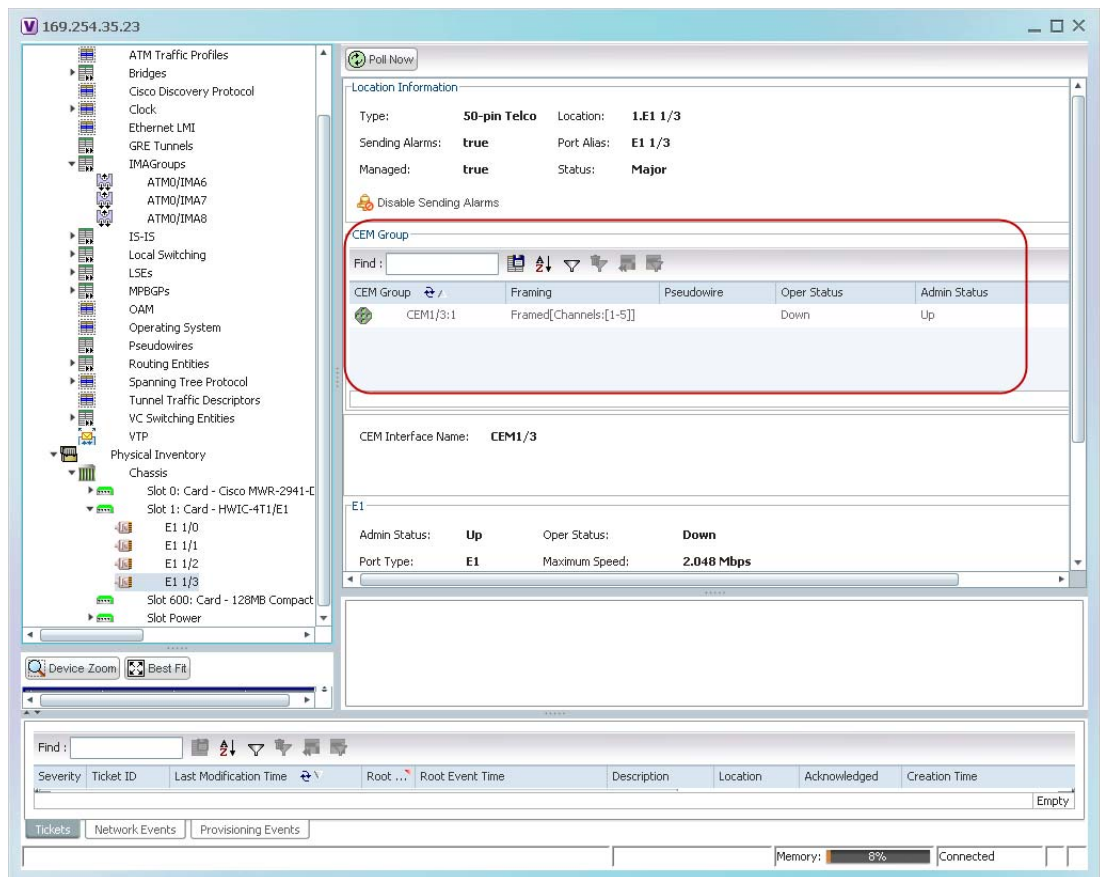 169.254.35.23
ATM Traffic Profiles
Bridges
Cisco Discovery Protocol
Clock
Ethernet LMI
GRE Tunnels
IMAGroups
ATM0/IMA6
ATM0/IMA7
ATM0/IMA8
IS-IS
Local Switching
LSEs
MPBGPs
OAM
Operating System
Pseudowires
Routing Entities
Spanning Tree Protocol
Tunnel Traffic Descriptors
VC Switching Entities
VTP
Physical Inventory
Chassis
Slot 0: Card - Cisco MWR-2941-D
Slot 1: Card - HWIC-4T1/E1
E1 1/0
E1 1/1
E1 1/2
E1 1/3
Slot 600: Card - 128MB Compact
Slot Power
Device Zoom Best Fit
Poll Now
Location Information
Type: 50-pin Telco Location: 1.E1 1/3
Sending Alarms: true Port Alias: E1 1/3
Managed: true Status: Major
Disable Sending Alarms
CEM Group
Find :
CEM Group Framing Pseudowire Oper Status Admin Status
CEM1/3:1 Framed[Channels:[1-5]] Down Up
CEM Interface Name: CEM1/3
E1
Admin Status: Up Oper Status: Down
Port Type: E1 Maximum Speed: 2.048 Mbps
Find :
Severity Ticket ID Last Modification Time Root ... Root Event Time Description Location Acknowledged Creation Time
Empty
Tickets Network Events Provisioning Events
Memory: 8% Connected